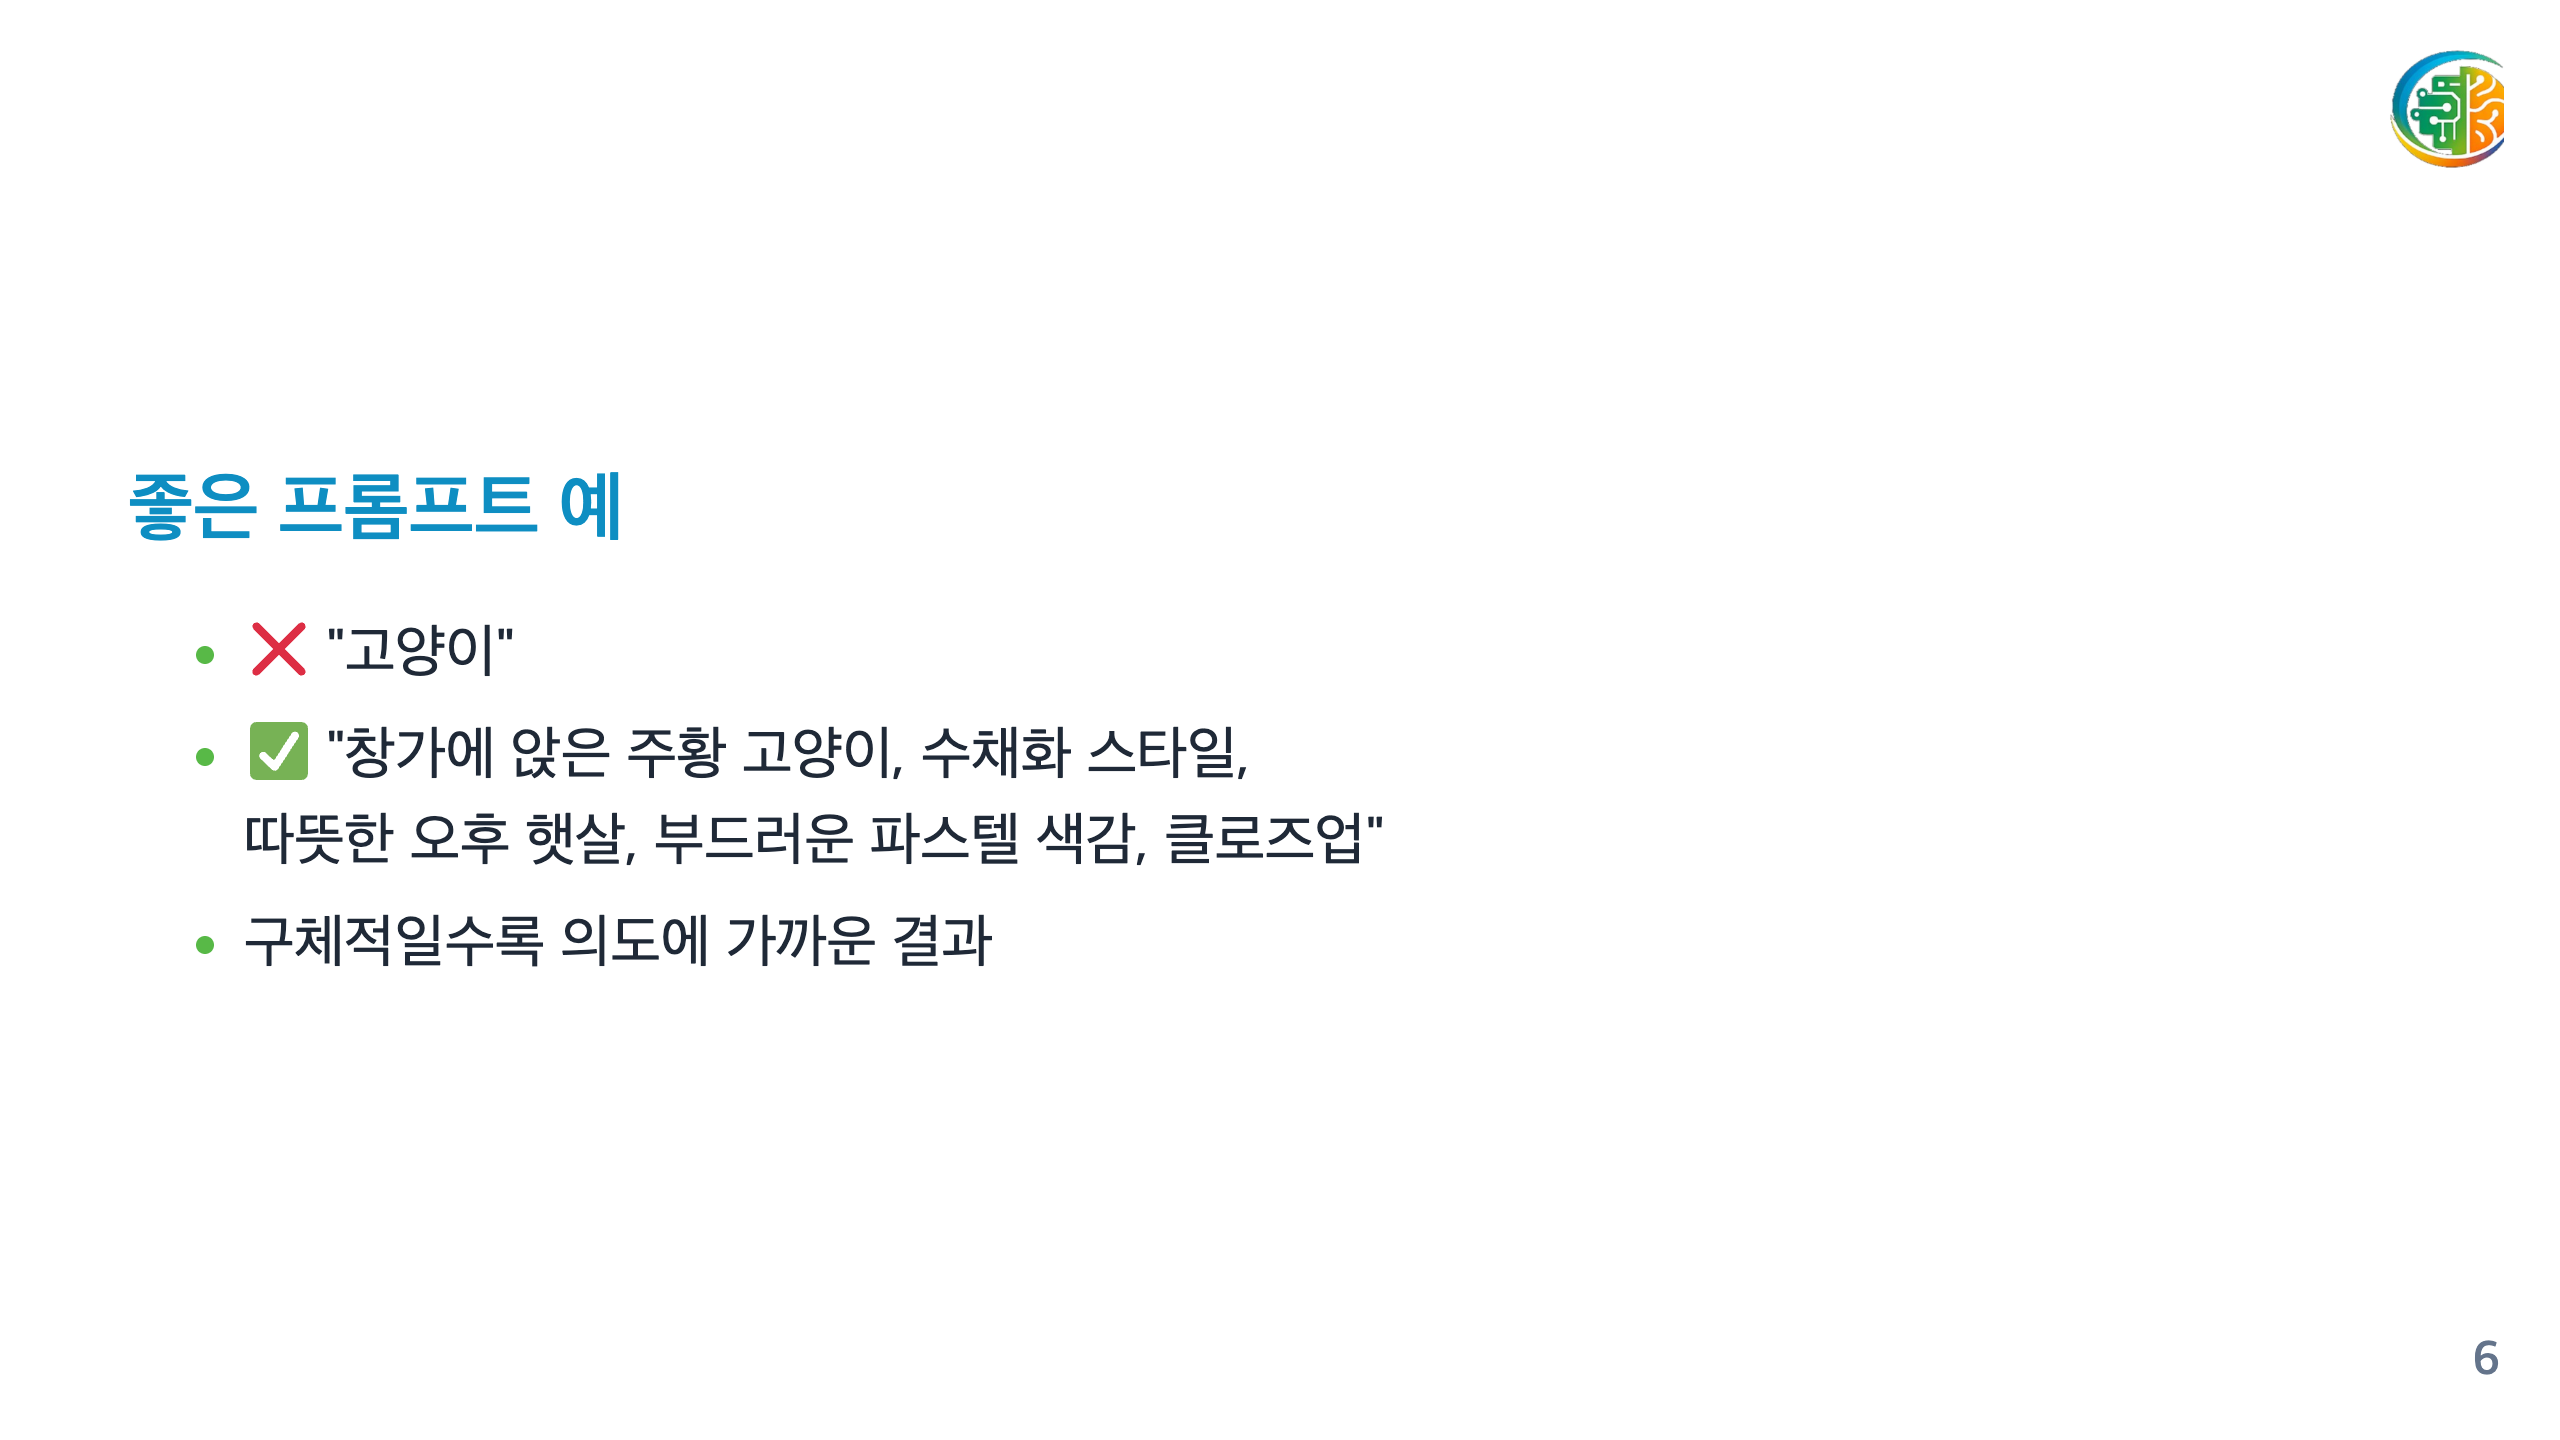 좋은 프롬프트 예
❌ "고양이"
✅ "창가에 앉은 주황 고양이, 수채화 스타일,
따뜻한 오후 햇살, 부드러운 파스텔 색감, 클로즈업"
구체적일수록 의도에 가까운 결과
6